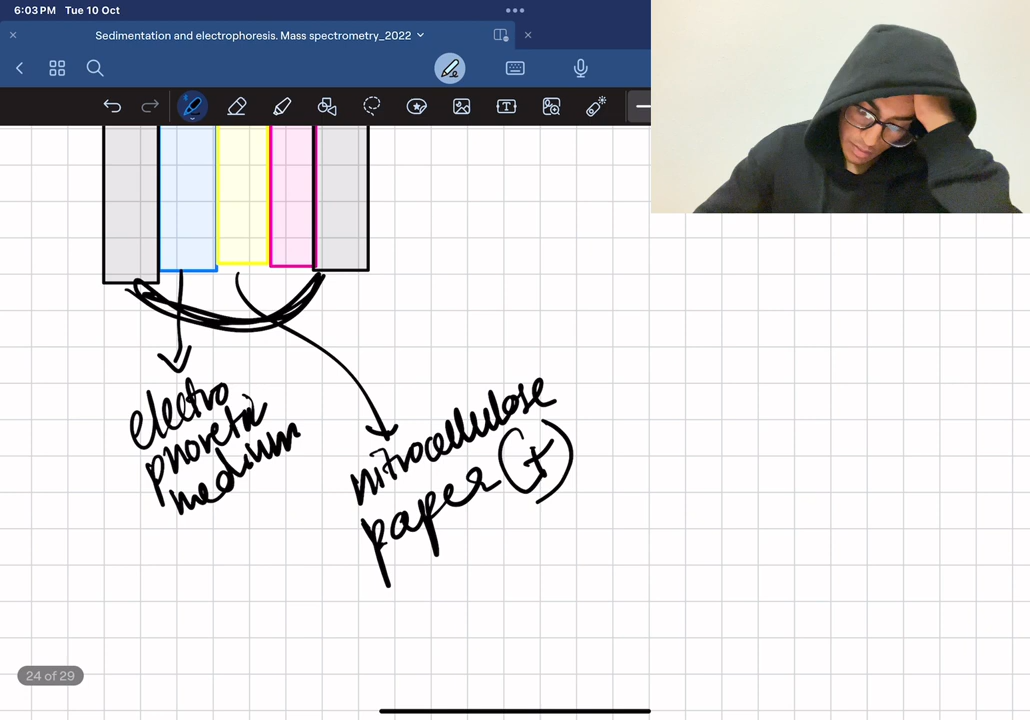 6:03 PM Tue 10 Oct
Sedimentation and electrophoresis. Mass spectrometry_2022
electro
phoretic
medium
nitrocellulose
paper (+)
24 of 29